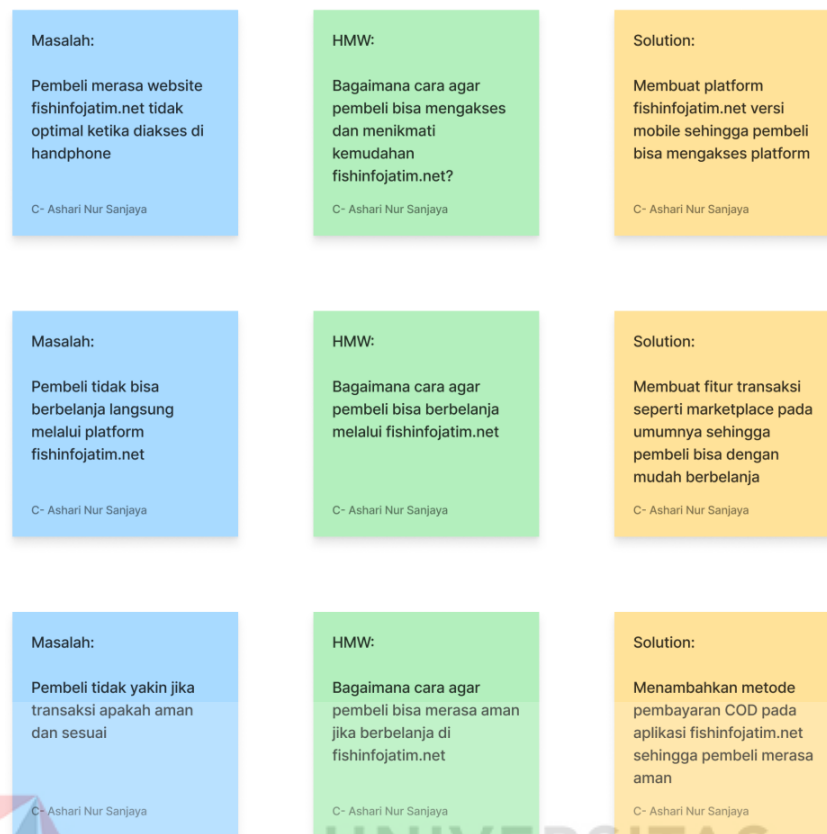 Masalah:
Pembeli merasa website
fishinfojatim.net tidak
optimal ketika diakses di
handphone
C- Ashari Nur Sanjaya
HMW:
Bagaimana cara agar
pembeli bisa mengakses
dan menikmati
kemudahan
fishinfojatim.net?
C- Ashari Nur Sanjaya
Solution:
Membuat platform
fishinfojatim.net versi
mobile sehingga pembeli
bisa mengakses platform
C- Ashari Nur Sanjaya
Masalah:
Pembeli tidak bisa
berbelanja langsung
melalui platform
fishinfojatim.net
C- Ashari Nur Sanjaya
HMW:
Bagaimana cara agar
pembeli bisa berbelanja
melalui fishinfojatim.net
C- Ashari Nur Sanjaya
Solution:
Membuat fitur transaksi
seperti marketplace pada
umumnya sehingga
pembeli bisa dengan
mudah berbelanja
C- Ashari Nur Sanjaya
Masalah:
Pembeli tidak yakin jika
transaksi apakah aman
dan sesuai
C- Ashari Nur Sanjaya
HMW:
Bagaimana cara agar
pembeli bisa merasa aman
jika berbelanja di
fishinfojatim.net
C- Ashari Nur Sanjaya
Solution:
Menambahkan metode
pembayaran COD pada
aplikasi fishinfojatim.net
sehingga pembeli merasa
aman
C- Ashari Nur Sanjaya